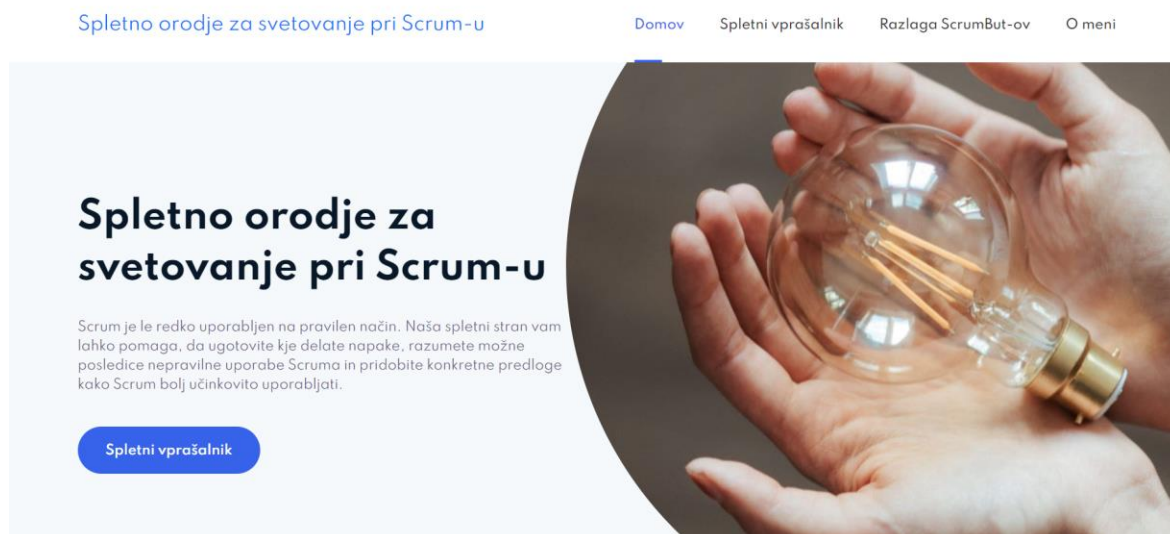 Spletno orodje za svetovanje pri Scrum-u
Domov Spletni vprašalnik Razlaga ScrumBut-ov O meni
Spletno orodje za
svetovanje pri Scrum-u
Scrum je le redko uporabljen na pravilen način. Naša spletni stran vam
lahko pomaga, da ugotovite kje delate napake, razumete možne
posledice nepravilne uporabe Scruma in pridobite konkretne predloge
kako Scrum bolj učinkovito uporabljati.
Spletni vprašalnik